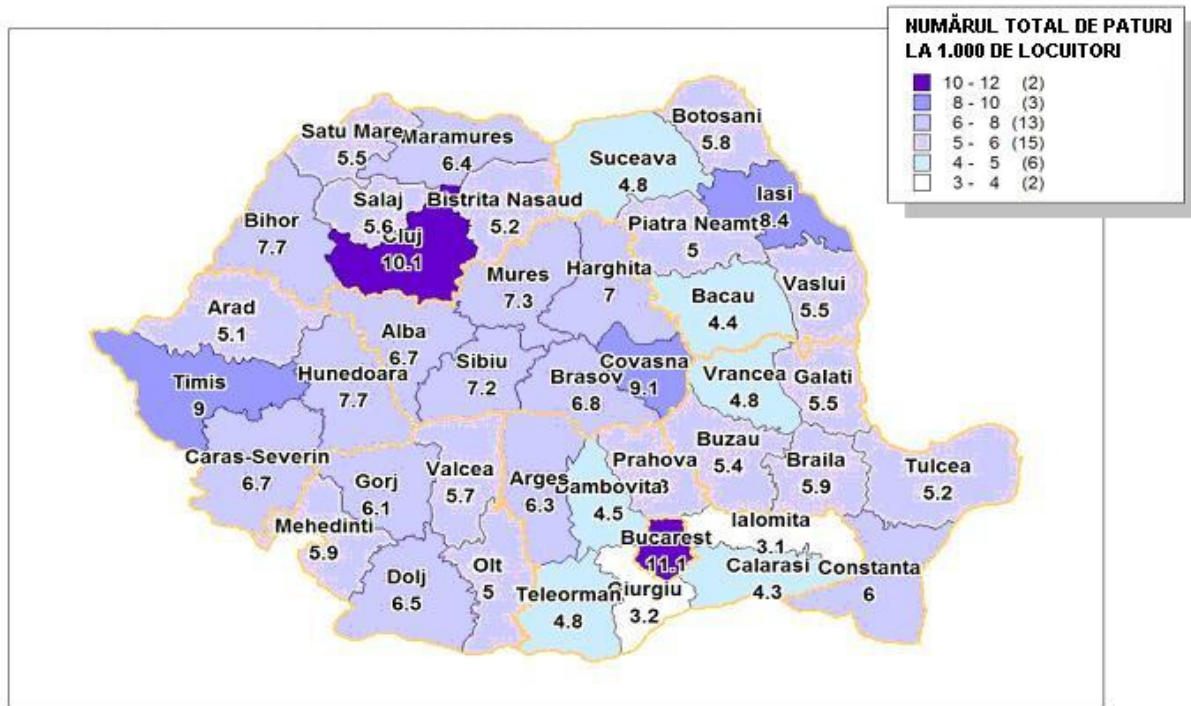 NUMĂRUL TOTAL DE PATURI
LA 1.000 DE LOCUITORI
10 - 12 (2)
8 - 10 (3)
6 - 8 (13)
5 - 6 (15)
4 - 5 (6)
3 - 4 (2)
Botosani
5.8
Satu Mare
5.5
Maramures
6.4
Suceava
4.8
Iasi
8.4
Salaj
5.6
Bistrita Nasaud
5.2
Bihor
7.7
Cluj
10.1
Piatra Neamt
5
Mures
7.3
Harghita
7
Vaslui
5.5
Bacau
4.4
Arad
5.1
Alba
6.7
Sibiu
7.2
Covasna
9.1
Brasov
6.8
Vrancea
4.8
Galati
5.5
Timis
9
Hunedoara
7.7
Caras-Severin
6.7
Gorj
6.1
Valcea
5.7
Arges
6.3
Dambovita
4.5
Prahova
Buzau
5.4
Braila
5.9
Tulcea
5.2
Mehedinti
5.9
Ialomita
3.1
Bucarest
11.1
Calarasi
4.3
Constanta
6
Dolj
6.5
Olt
5
Teleorman
4.8
Giurgiu
3.2